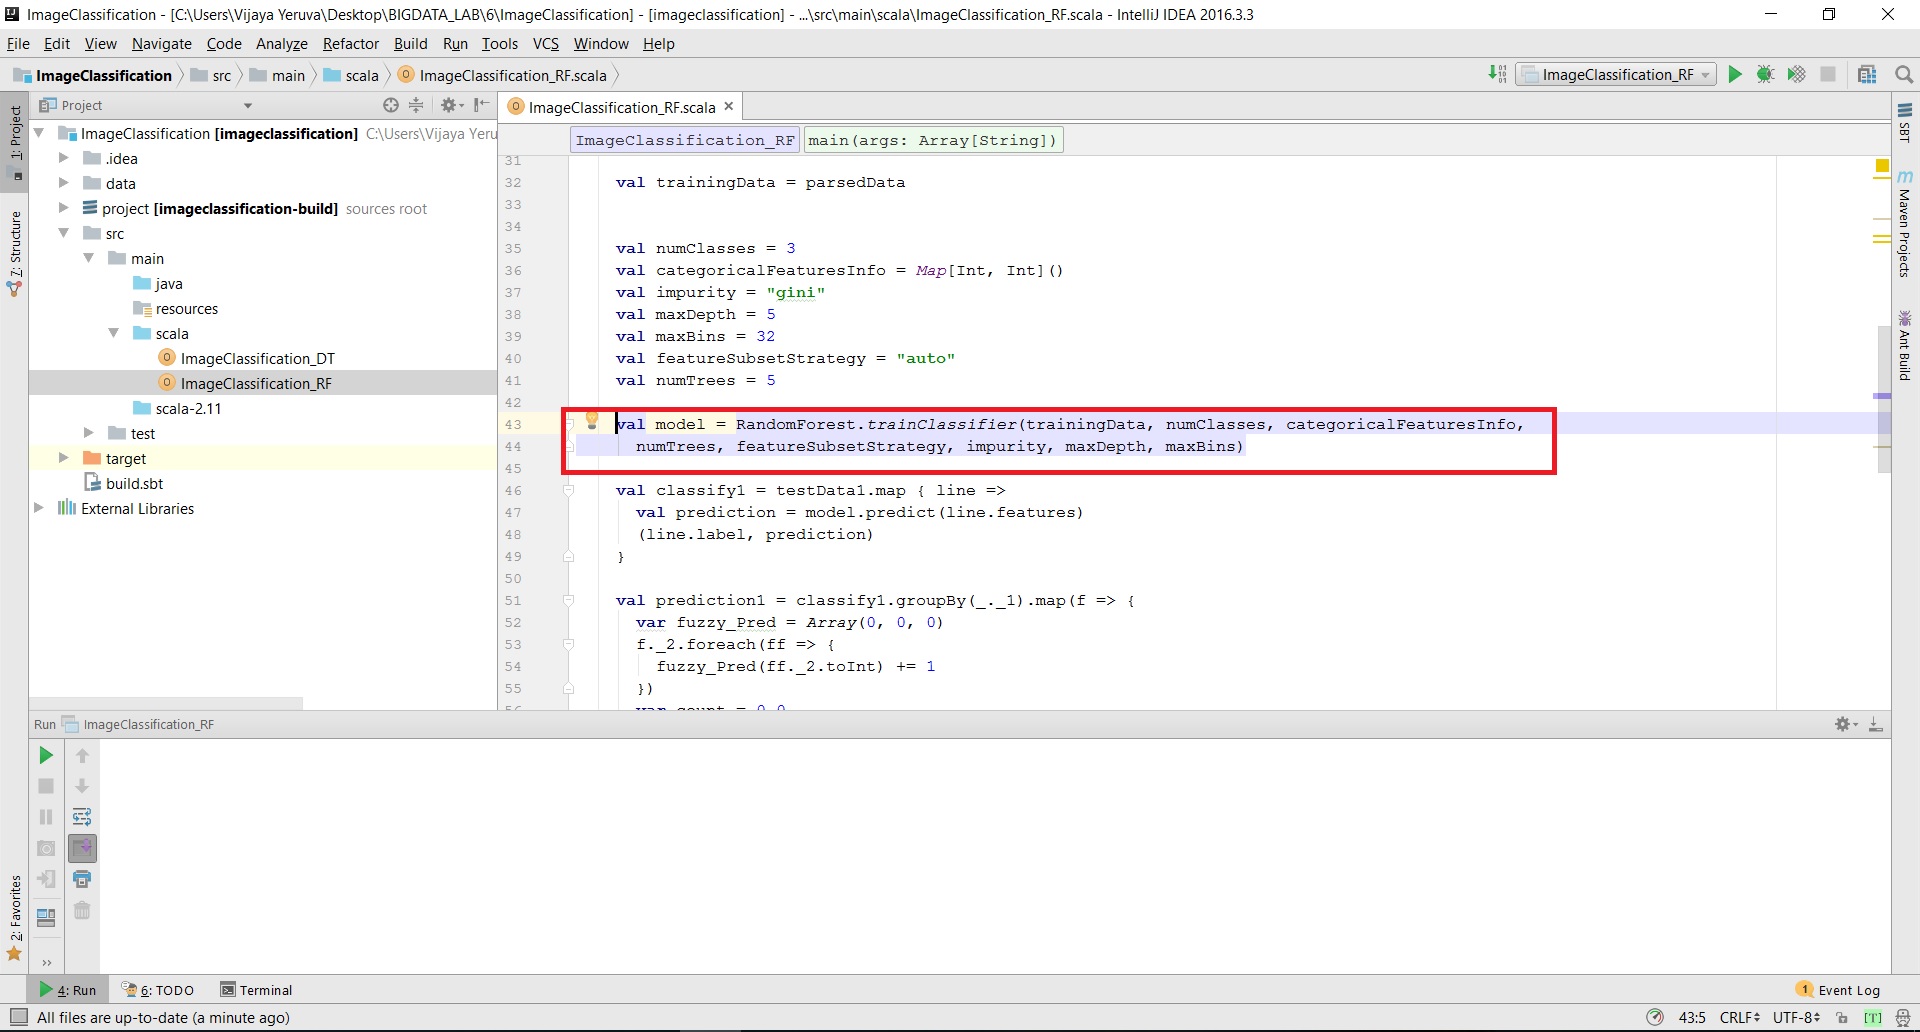 ImageClassification - [C:\Users\Vijaya Yeruva\Desktop\BIGDATA_LAB\6\ImageClassification] - [imageclassification] - ...\src\main\scala\ImageClassification_RF.scala - IntelliJ IDEA 2016.3.3
File Edit View Navigate Code Analyze Refactor Build Run Tools VCS Window Help
ImageClassification src main scala ImageClassification_RF.scala
ImageClassification_RF
Project
ImageClassification_RF.scala
1: Project
7: Structure
2: Favorites
ImageClassification [imageclassification] C:\Users\Vijaya Yeru
.idea
data
project [imageclassification-build] sources root
src
main
java
resources
scala
ImageClassification_DT
ImageClassification_RF
scala-2.11
test
target
build.sbt
External Libraries
ImageClassification_RF main(args: Array[String])
31
32 val trainingData = parsedData
33
34
35 val numClasses = 3
36 val categoricalFeaturesInfo = Map[Int, Int]()
37 val impurity = "gini"
38 val maxDepth = 5
39 val maxBins = 32
40 val featureSubsetStrategy = "auto"
41 val numTrees = 5
42
43 val model = RandomForest.trainClassifier(trainingData, numClasses, categoricalFeaturesInfo,
44 numTrees, featureSubsetStrategy, impurity, maxDepth, maxBins)
45
46 val classify1 = testData1.map { line =>
47 val prediction = model.predict(line.features)
48 (line.label, prediction)
49 }
50
51 val prediction1 = classify1.groupBy(_._1).map(f => {
52 var fuzzy_Pred = Array(0, 0, 0)
53 f._2.foreach(ff => {
54 fuzzy_Pred(ff._2.toInt) += 1
55 })
56 var count = 0.0
SBT
Maven Projects
Ant Build
Run ImageClassification_RF
4: Run 6: TODO Terminal
1 Event Log
All files are up-to-date (a minute ago)
43:5 CRLF UTF-8 [T]